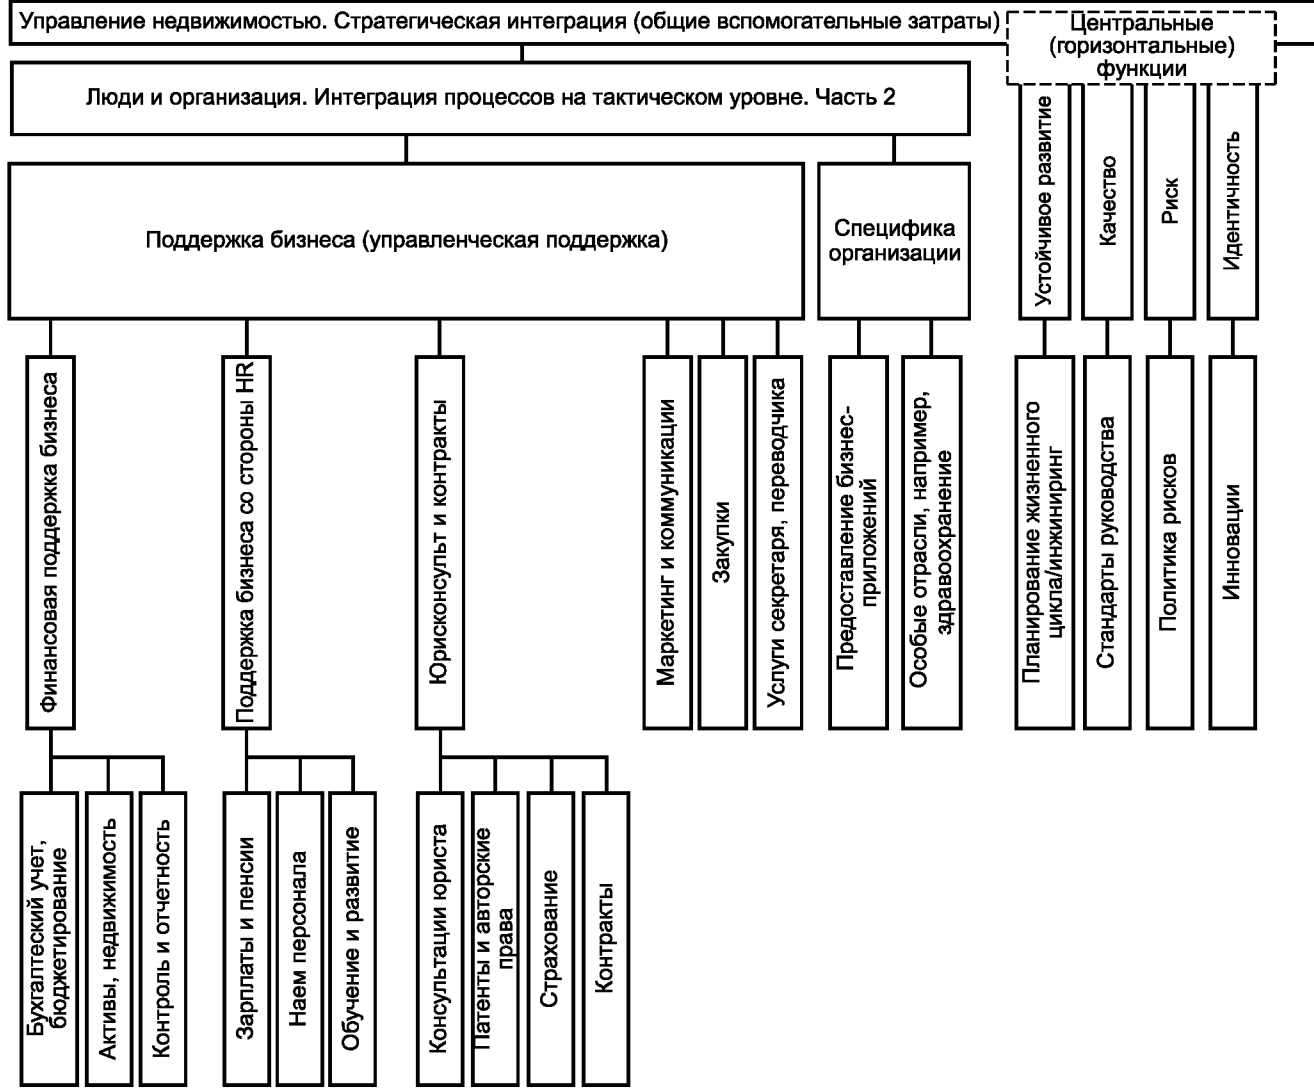 Управление недвижимостью. Стратегическая интеграция (общие вспомогательные затраты)
Центральные
(горизонтальные)
функции
Люди и организация. Интеграция процессов на тактическом уровне. Часть 2
Поддержка бизнеса (управленческая поддержка)
Специфика
организации
Устойчивое развитие
Качество
Риск
Идентичность
Финансовая поддержка бизнеса
Поддержка бизнеса со стороны HR
Юрисконсульт и контракты
Маркетинг и коммуникации
Закупки
Услуги секретаря, переводчика
Предоставление бизнес-
приложений
Особые отрасли, например,
здравоохранение
Планирование жизненного
цикла/инжиниринг
Стандарты руководства
Политика рисков
Инновации
Бухгалтеский учет,
бюджетирование
Активы, недвижимость
Контроль и отчетность
Зарплаты и пенсии
Наем персонала
Обучение и развитие
Консультации юриста
Патенты и авторские
права
Страхование
Контракты